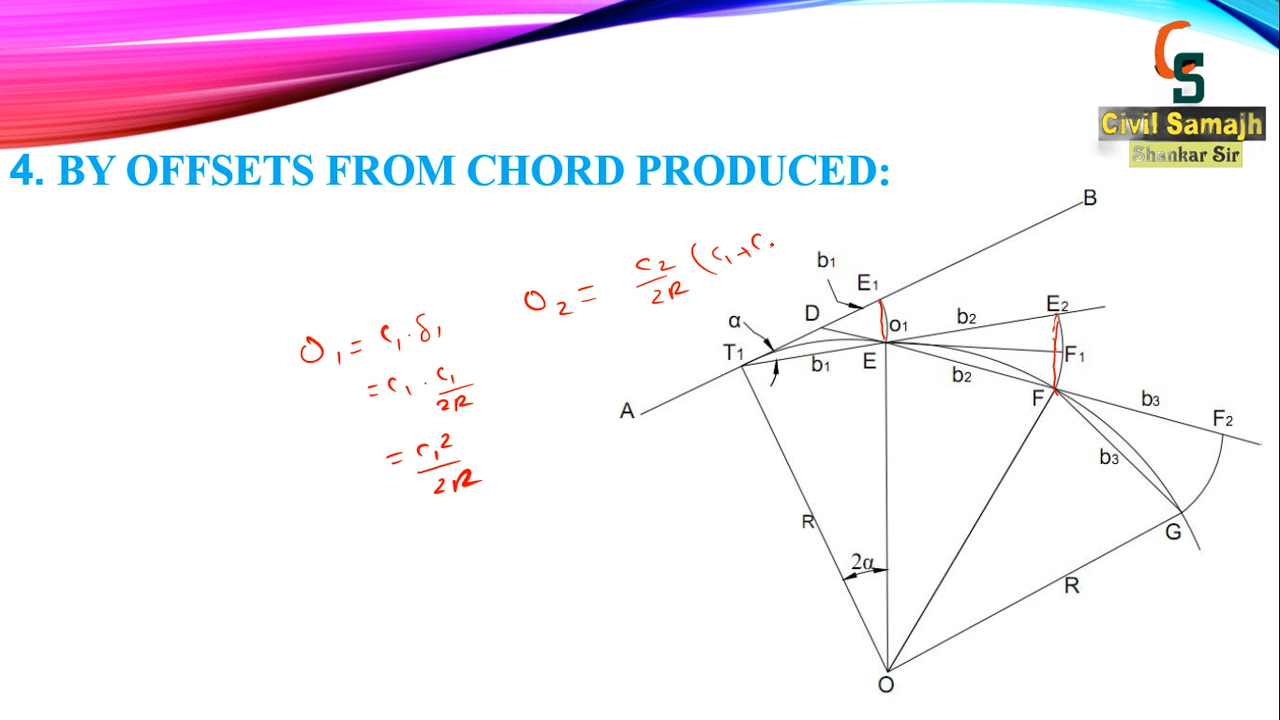 CS
Civil Samajh
Shankar Sir
4. BY OFFSETS FROM CHORD PRODUCED:
O₂ = c₂/2R (c₁+c.
O₁ = c₁.δ₁
= c₁ . c₁/2R
= c₁²/2R
B
b₁
E₁
D
o₁
b₂
E₂
α
T₁
b₁
E
b₂
F₁
A
F
b₃
F₂
b₃
G
R
2α
R
O